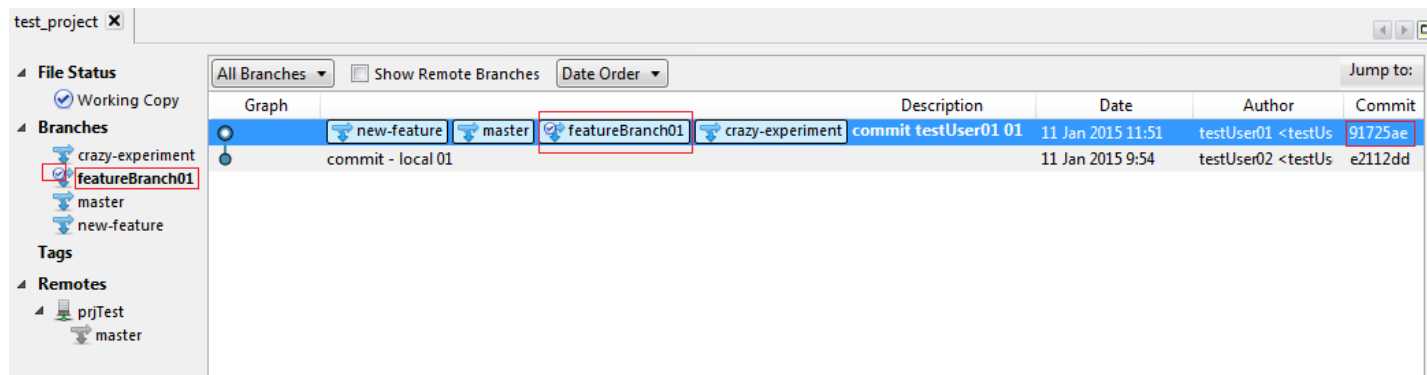 test_project
File Status
Working Copy
Branches
crazy-experiment
featureBranch01
master
new-feature
Tags
Remotes
prjTest
master
All Branches Show Remote Branches Date Order Jump to:
Graph Description Date Author Commit
new-feature master featureBranch01 crazy-experiment commit testUser01 01 11 Jan 2015 11:51 testUser01 <testUs 91725ae
commit - local 01 11 Jan 2015 9:54 testUser02 <testUs e2112dd